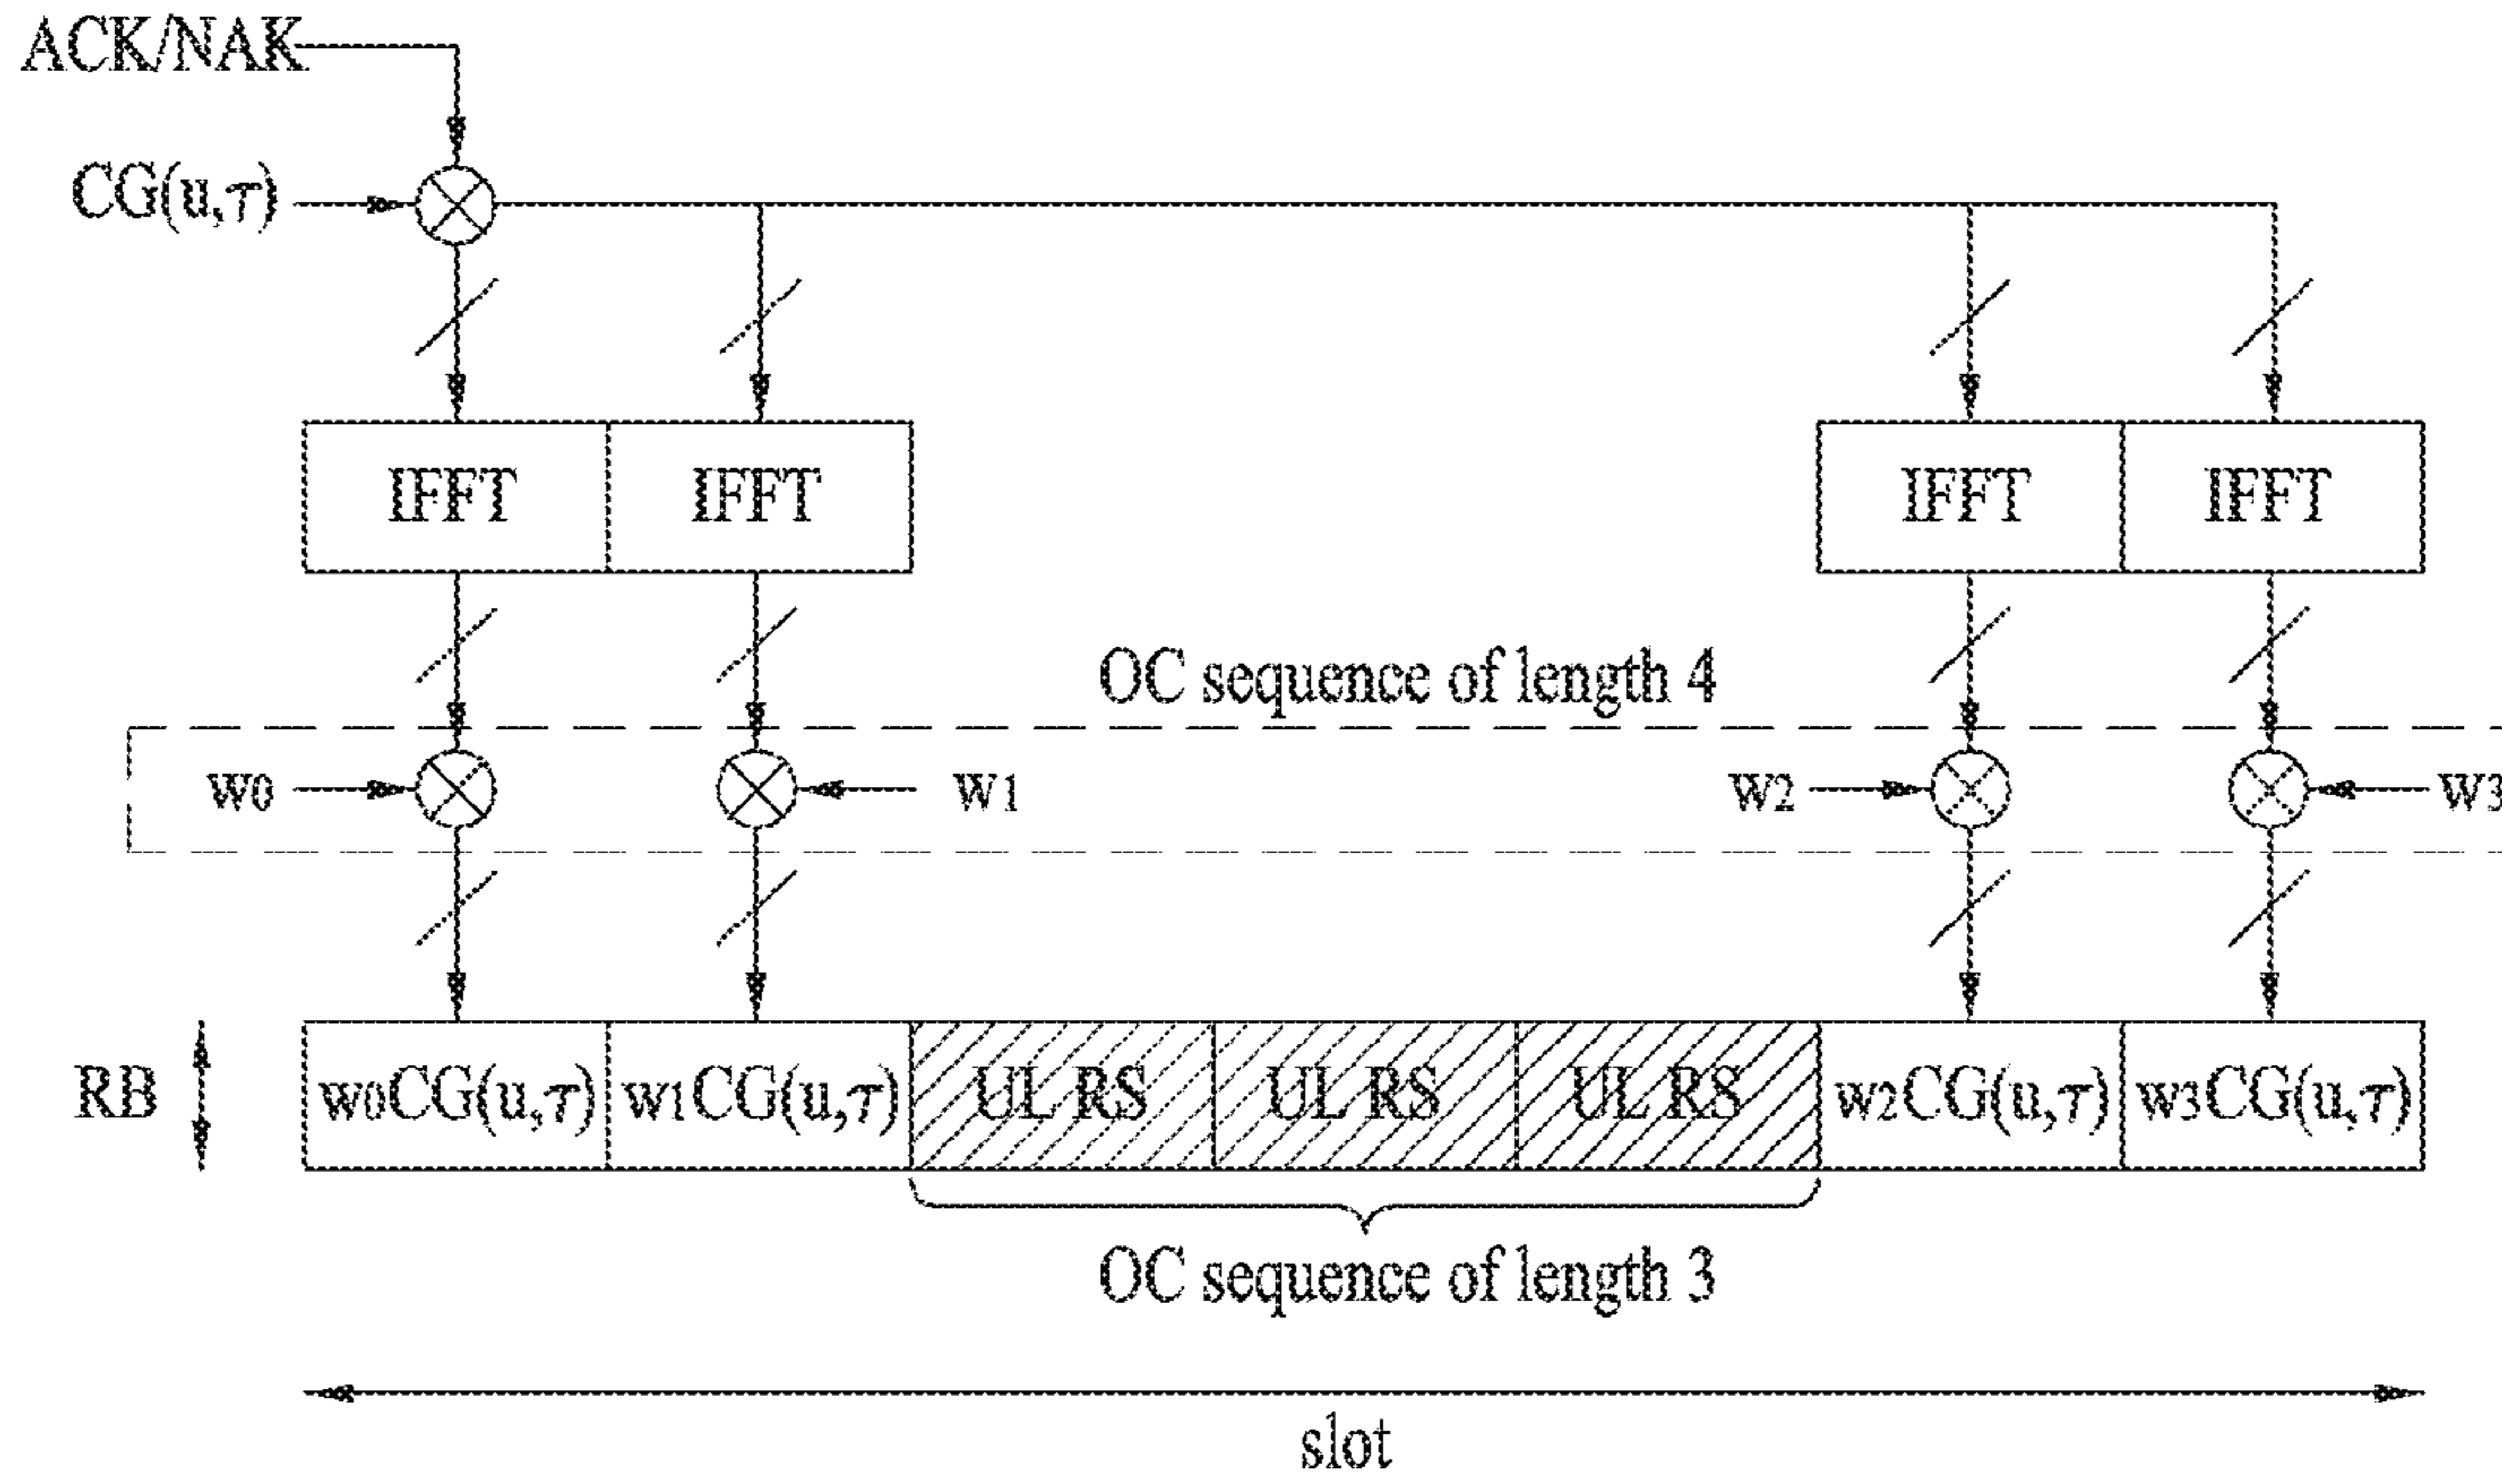 ACK/NAK
CG(u,τ)
IFFT IFFT IFFT IFFT
OC sequence of length 4
w0 w1 w2 w3
RB w0CG(u,τ) w1CG(u,τ) UL RS UL RS UL RS w2CG(u,τ) w3CG(u,τ)
OC sequence of length 3
slot